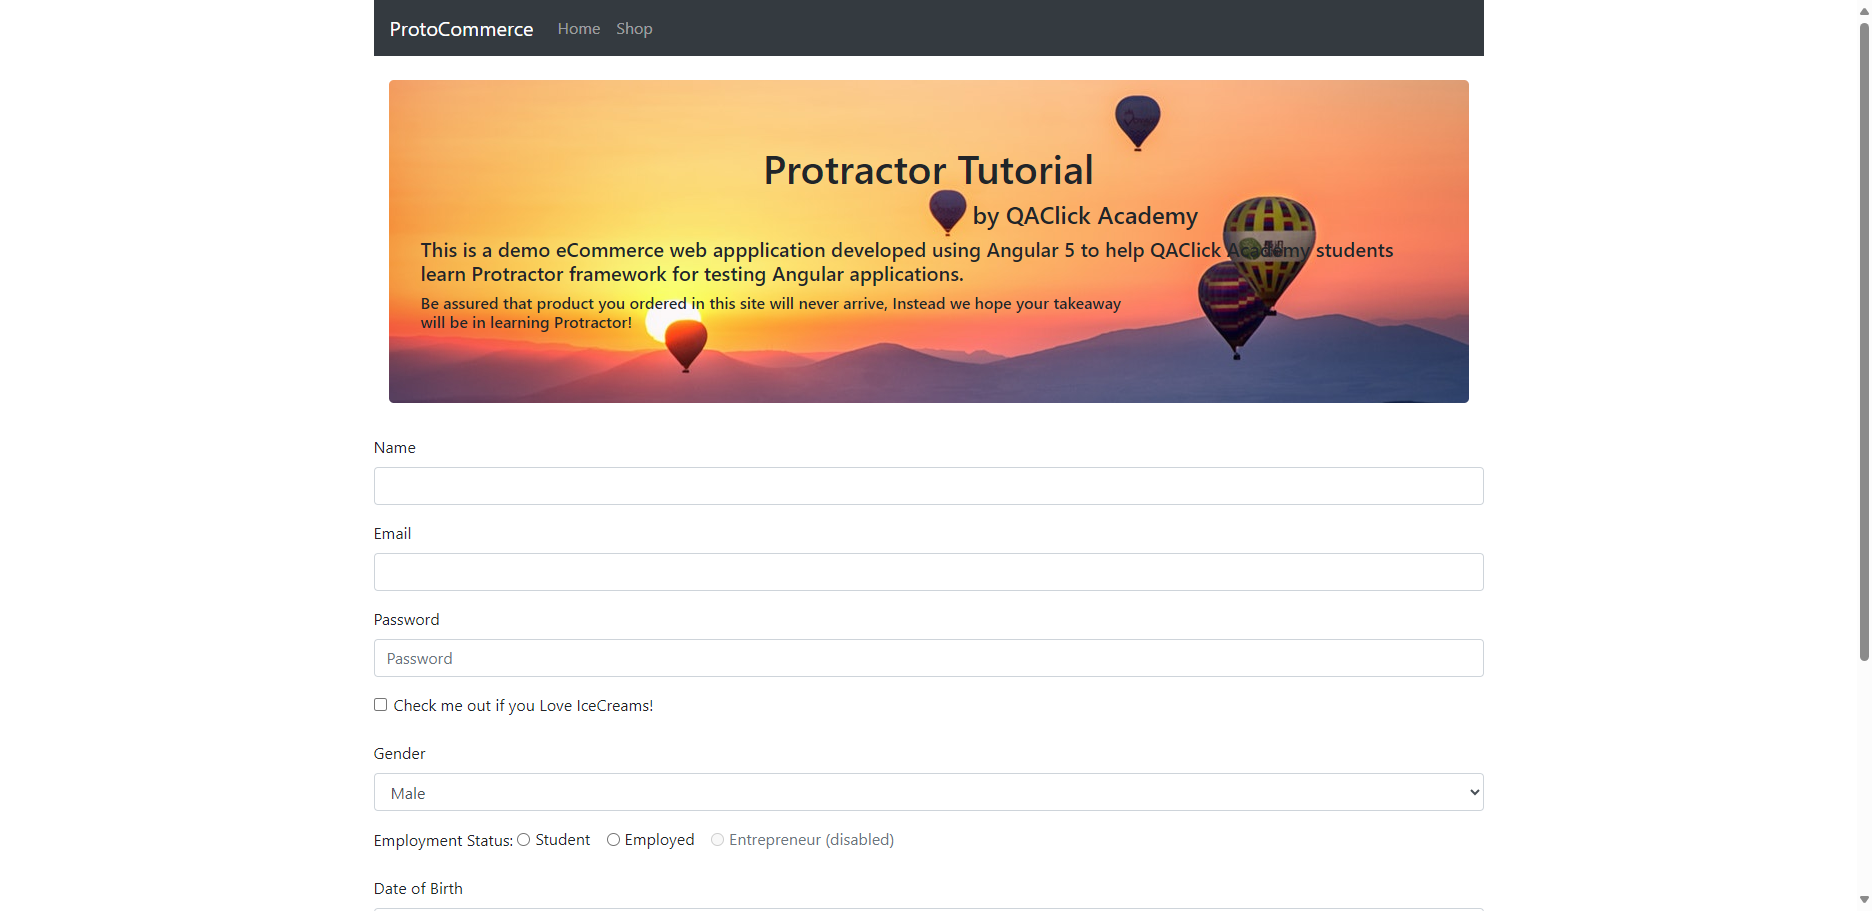 ProtoCommerce Home Shop
Protractor Tutorial
by QAClick Academy
This is a demo eCommerce web appplication developed using Angular 5 to help QAClick Academy students
learn Protractor framework for testing Angular applications.
Be assured that product you ordered in this site will never arrive, Instead we hope your takeaway
will be in learning Protractor!
Name
Email
Password
Password
Check me out if you Love IceCreams!
Gender
Male
Employment Status: Student Employed Entrepreneur (disabled)
Date of Birth